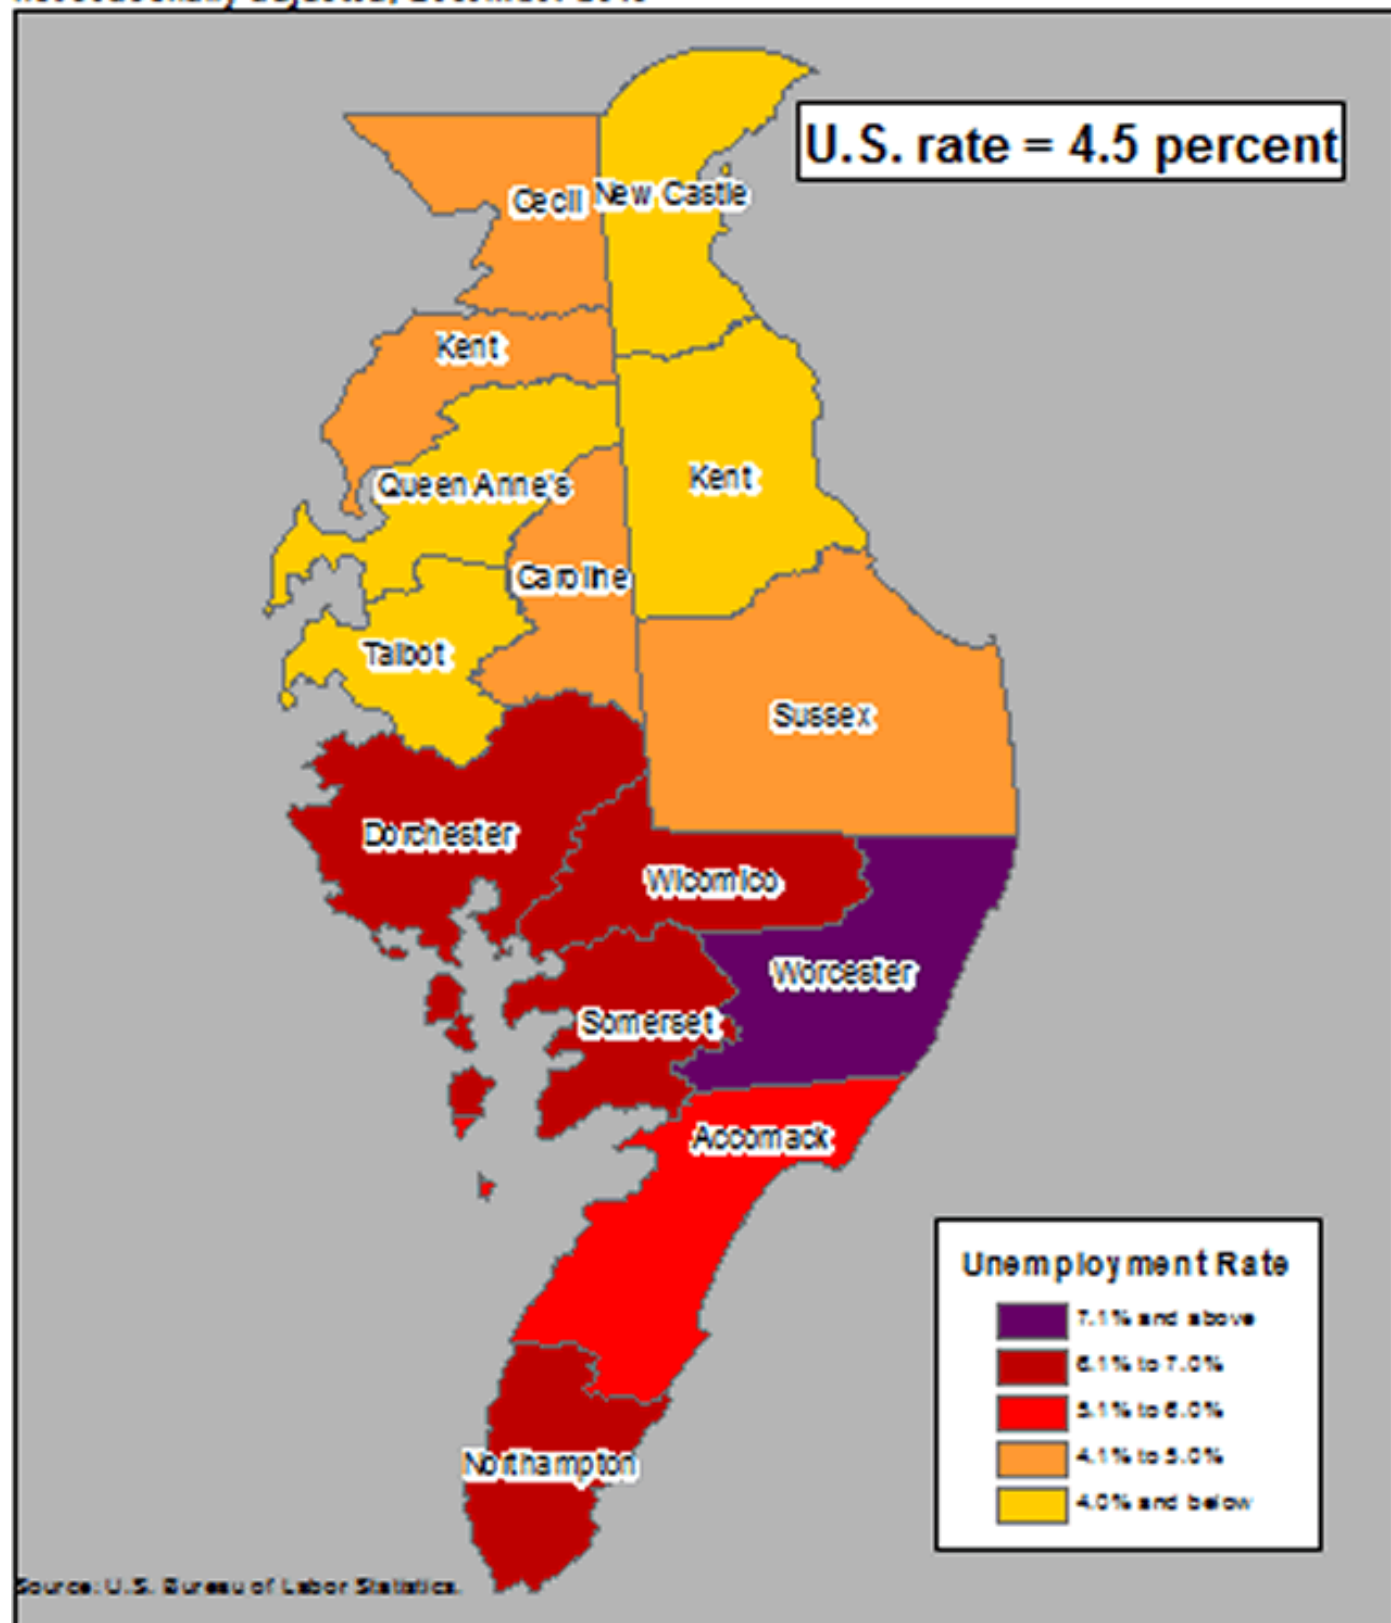 U.S. rate = 4.5 percent
Cecil
New Castle
Kent
Queen Anne's
Kent
Caroline
Talbot
Sussex
Dorchester
Wicomico
Worcester
Somerset
Accomack
Northampton
Unemployment Rate
7.1% and above
6.1% to 7.0%
5.1% to 6.0%
4.1% to 5.0%
4.0% and below
Source: U.S. Bureau of Labor Statistics.